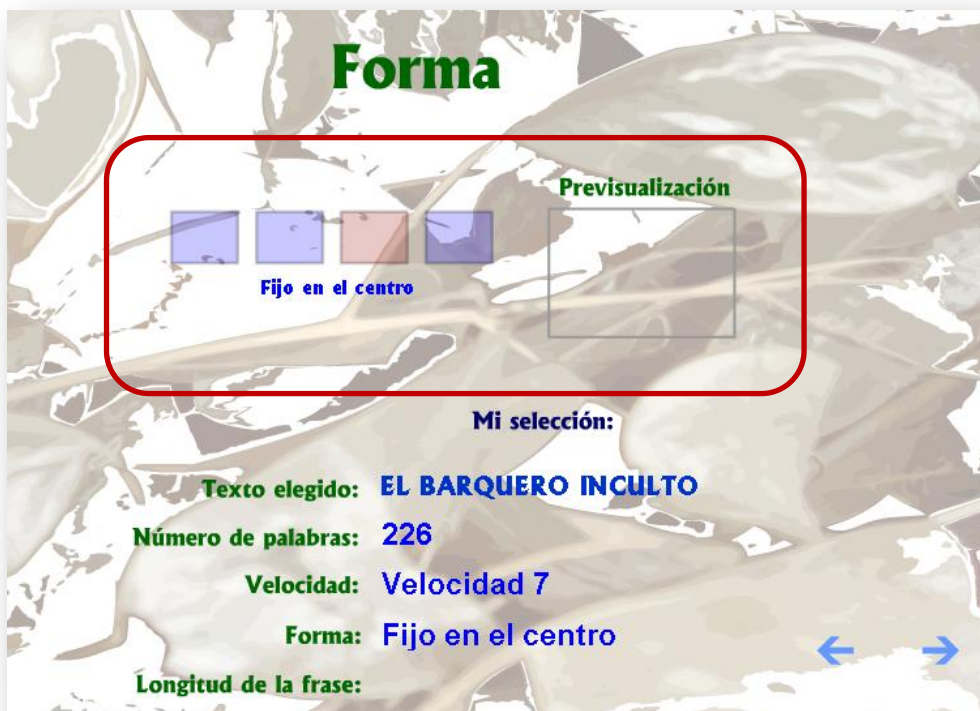 Forma
Previsualización
Fijo en el centro
Mi selección:
Texto elegido: EL BARQUERO INCULTO
Número de palabras: 226
Velocidad: Velocidad 7
Forma: Fijo en el centro
Longitud de la frase: